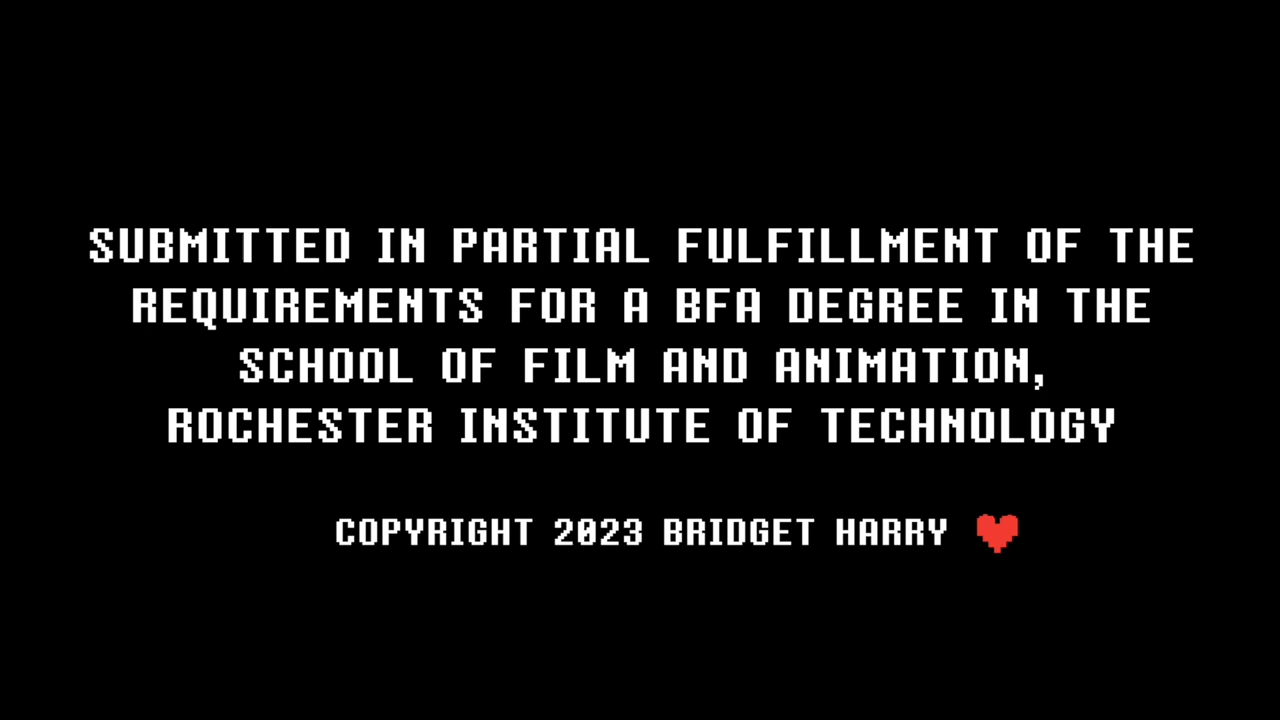 SUBMITTED IN PARTIAL FULFILLMENT OF THE
REQUIREMENTS FOR A BFA DEGREE IN THE
SCHOOL OF FILM AND ANIMATION,
ROCHESTER INSTITUTE OF TECHNOLOGY
COPYRIGHT 2023 BRIDGET HARRY